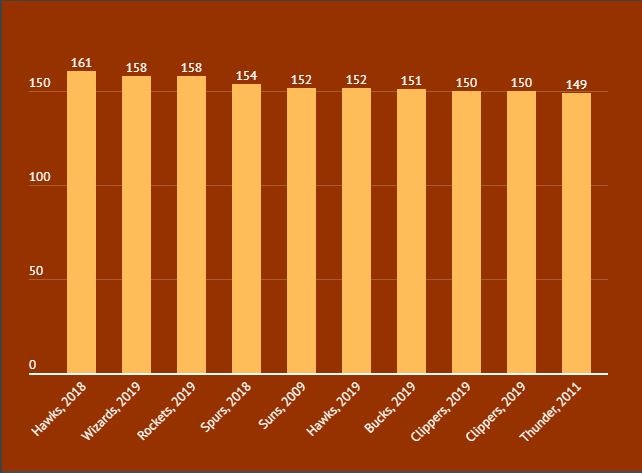 161
158
158
154
152
152
151
150
150
149
150
100
50
0
Hawks, 2018
Wizards, 2019
Rockets, 2019
Spurs, 2018
Suns, 2009
Hawks, 2019
Bucks, 2019
Clippers, 2019
Clippers, 2019
Thunder, 2011